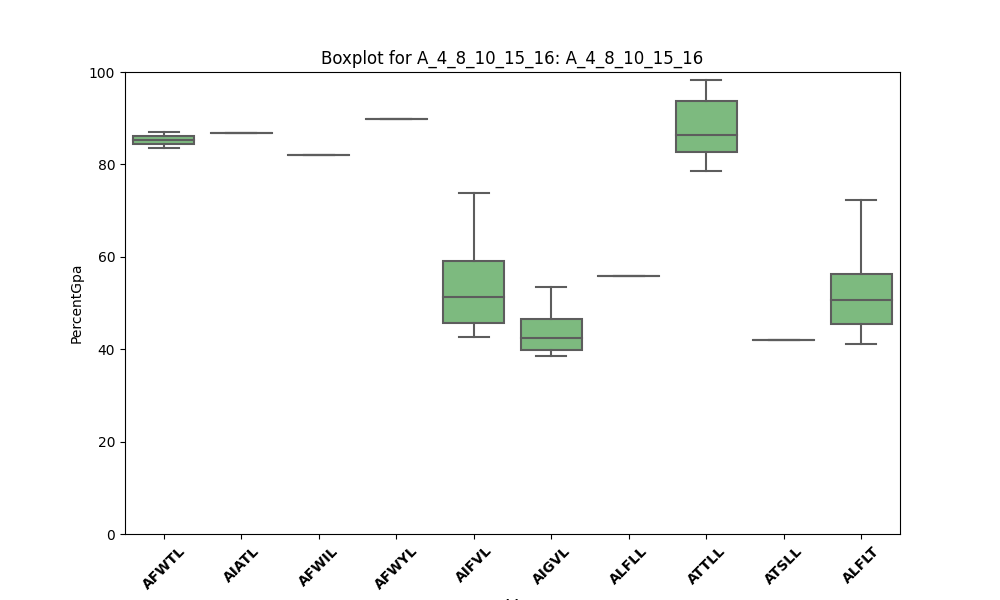 Boxplot for A_4_8_10_15_16: A_4_8_10_15_16
PercentGpa
100
80
60
40
20
0
AFWTL
AIATL
AFWIL
AFWYL
AIFVL
AIGVL
ALFLL
ATTLL
ATSLL
ALFLT